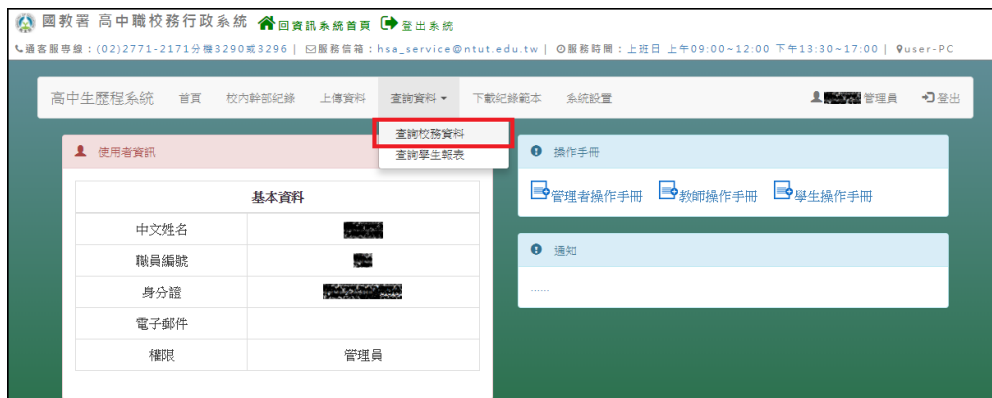 國教署 高中職校務行政系統 回資訊系統首頁 登出系統
通客服專線：(02)2771-2171分機3290或3296 | 服務信箱：hsa_service@ntut.edu.tw | 服務時間：上班日 上午09:00~12:00 下午13:30~17:00 | user-PC
高中生歷程系統 首頁 校內幹部紀錄 上傳資料 查詢資料 下載紀錄範本 系統設置 管理員 登出
查詢校務資料
查詢學生報表
使用者資訊
基本資料
中文姓名
職員編號
身分證
電子郵件
權限 管理員
操作手冊
管理者操作手冊 教師操作手冊 學生操作手冊
通知
......